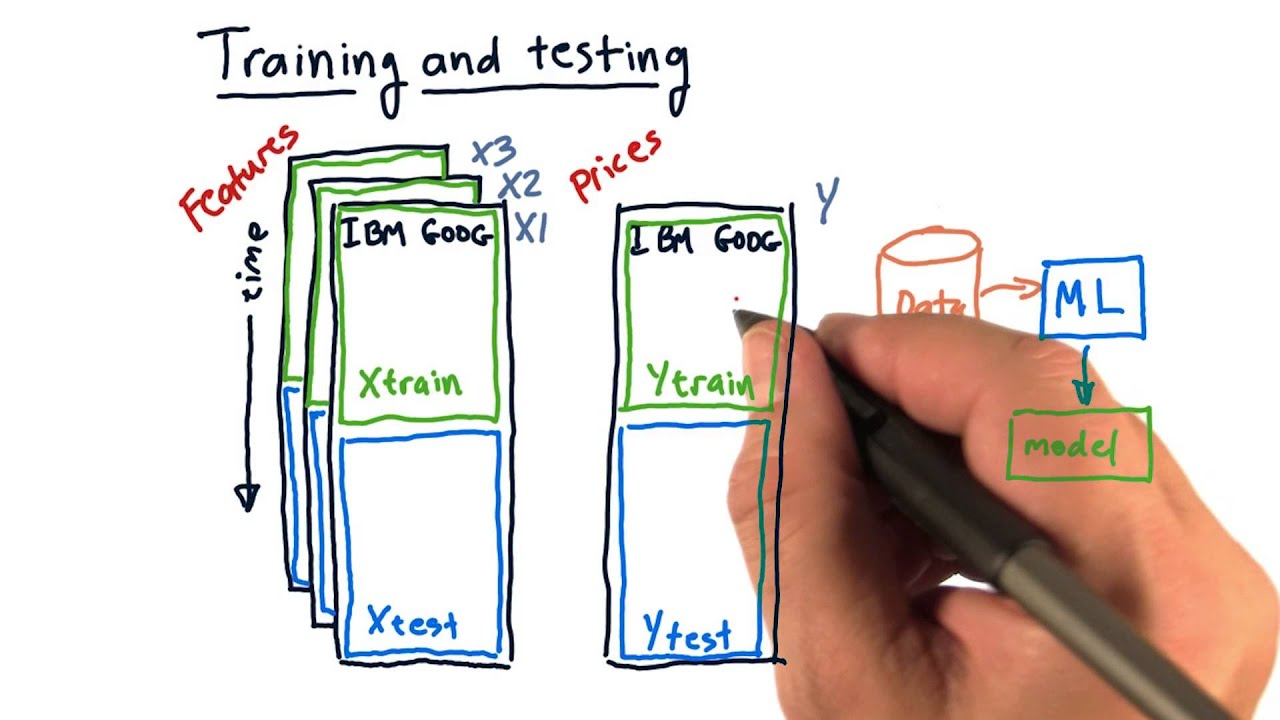 Training and testing
Features
X3
X2
X1
Prices
Y
time
IBM GOOG
Xtrain
Xtest
IBM GOOG
Ytrain
Ytest
Data
ML
model